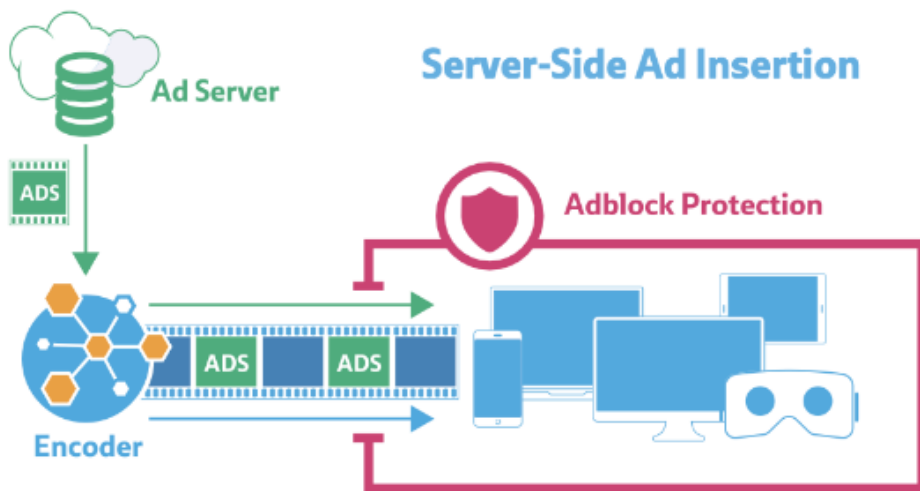 Server-Side Ad Insertion
Ad Server
ADS
Adblock Protection
ADS
ADS
Encoder